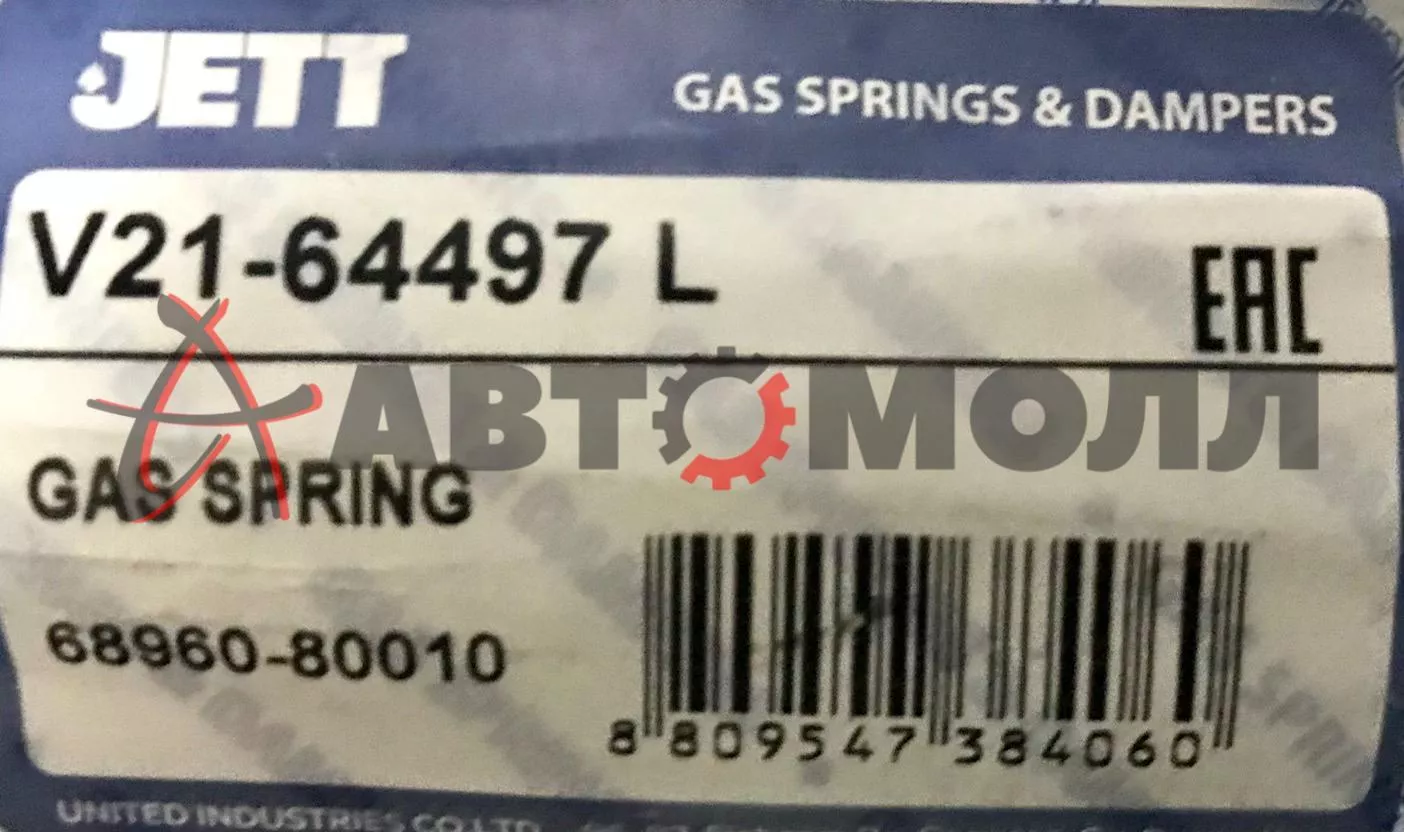 JETT
GAS SPRINGS & DAMPERS
V21-64497 L
EAC
АВТОМОЛЛ
GAS SPRING
68960-80010
8 809547 384060
UNITED INDUSTRIES CO LTD